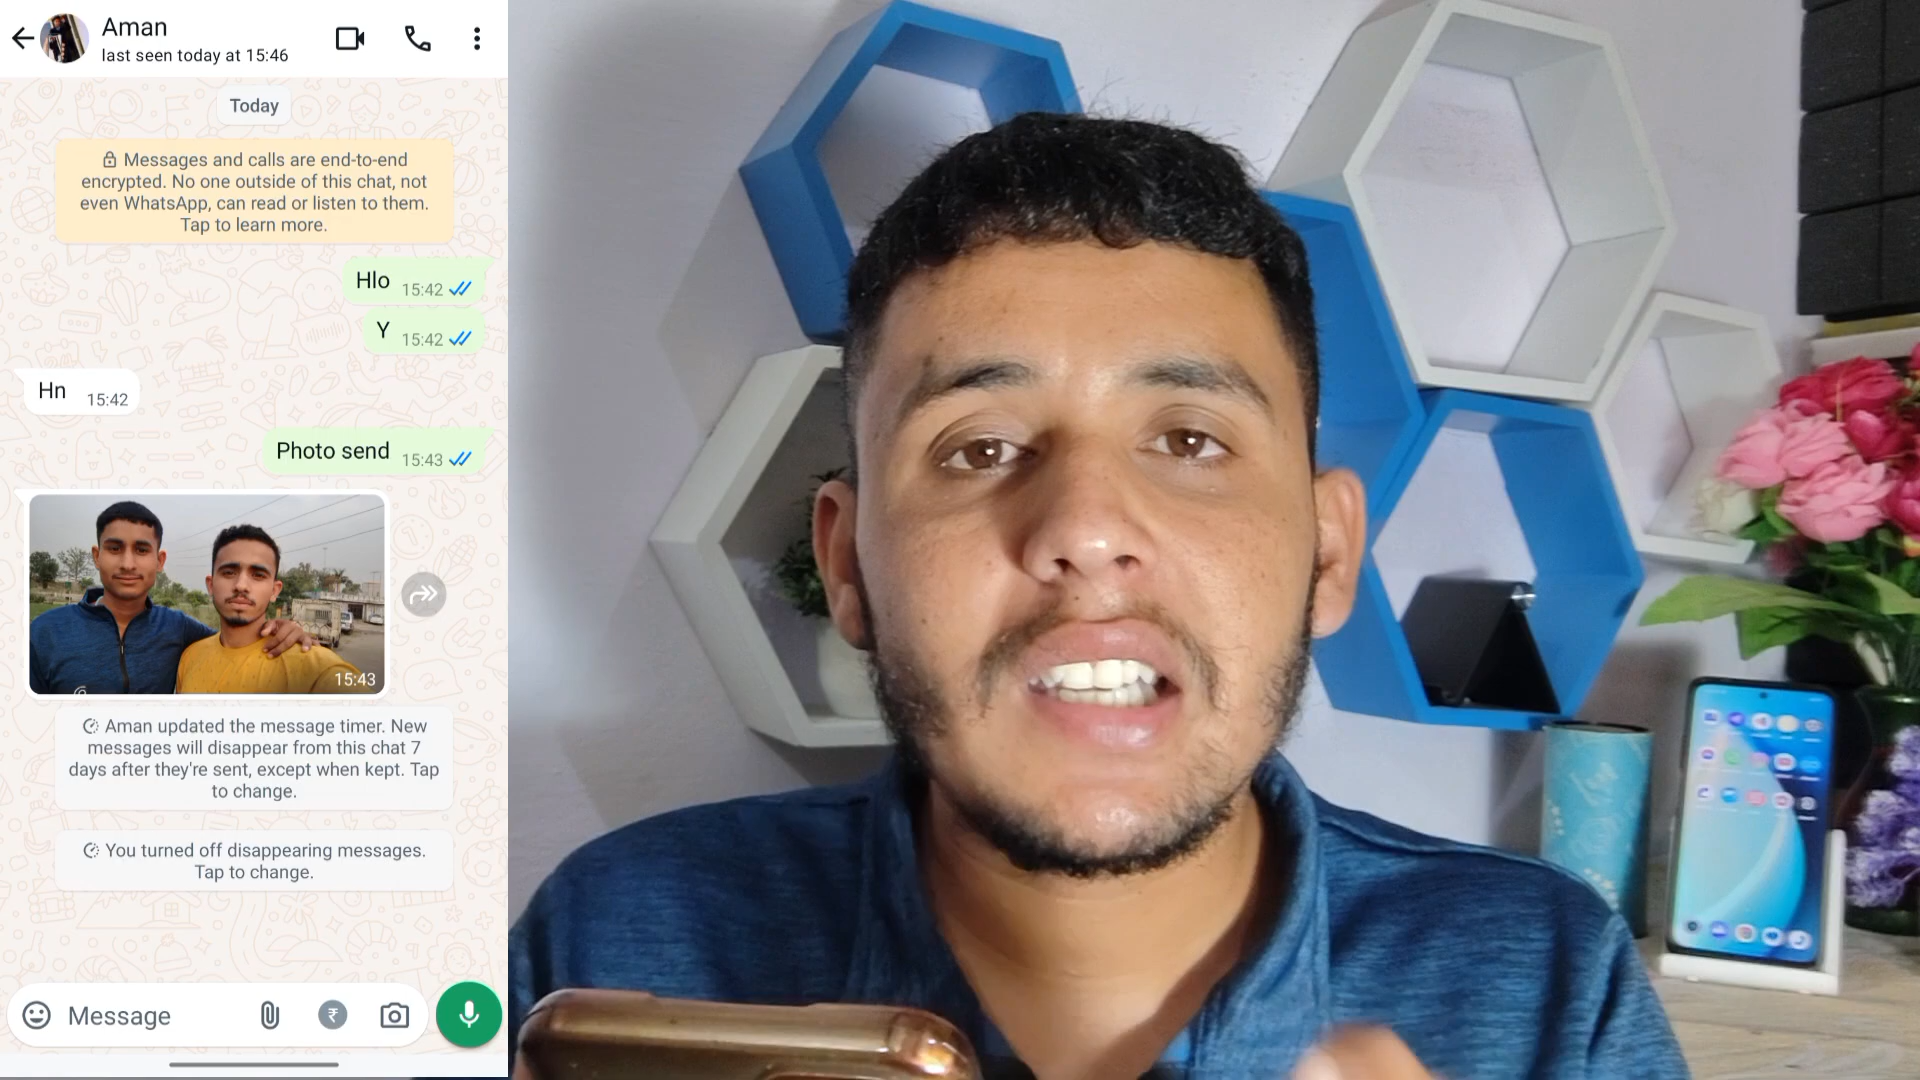 Aman
last seen today at 15:46
Today
Messages and calls are end-to-end
encrypted. No one outside of this chat, not
even WhatsApp, can read or listen to them.
Tap to learn more.
Hlo 15:42
Y 15:42
Hn 15:42
Photo send 15:43
15:43
Aman updated the message timer. New
messages will disappear from this chat 7
days after they're sent, except when kept. Tap
to change.
You turned off disappearing messages.
Tap to change.
Message
₹